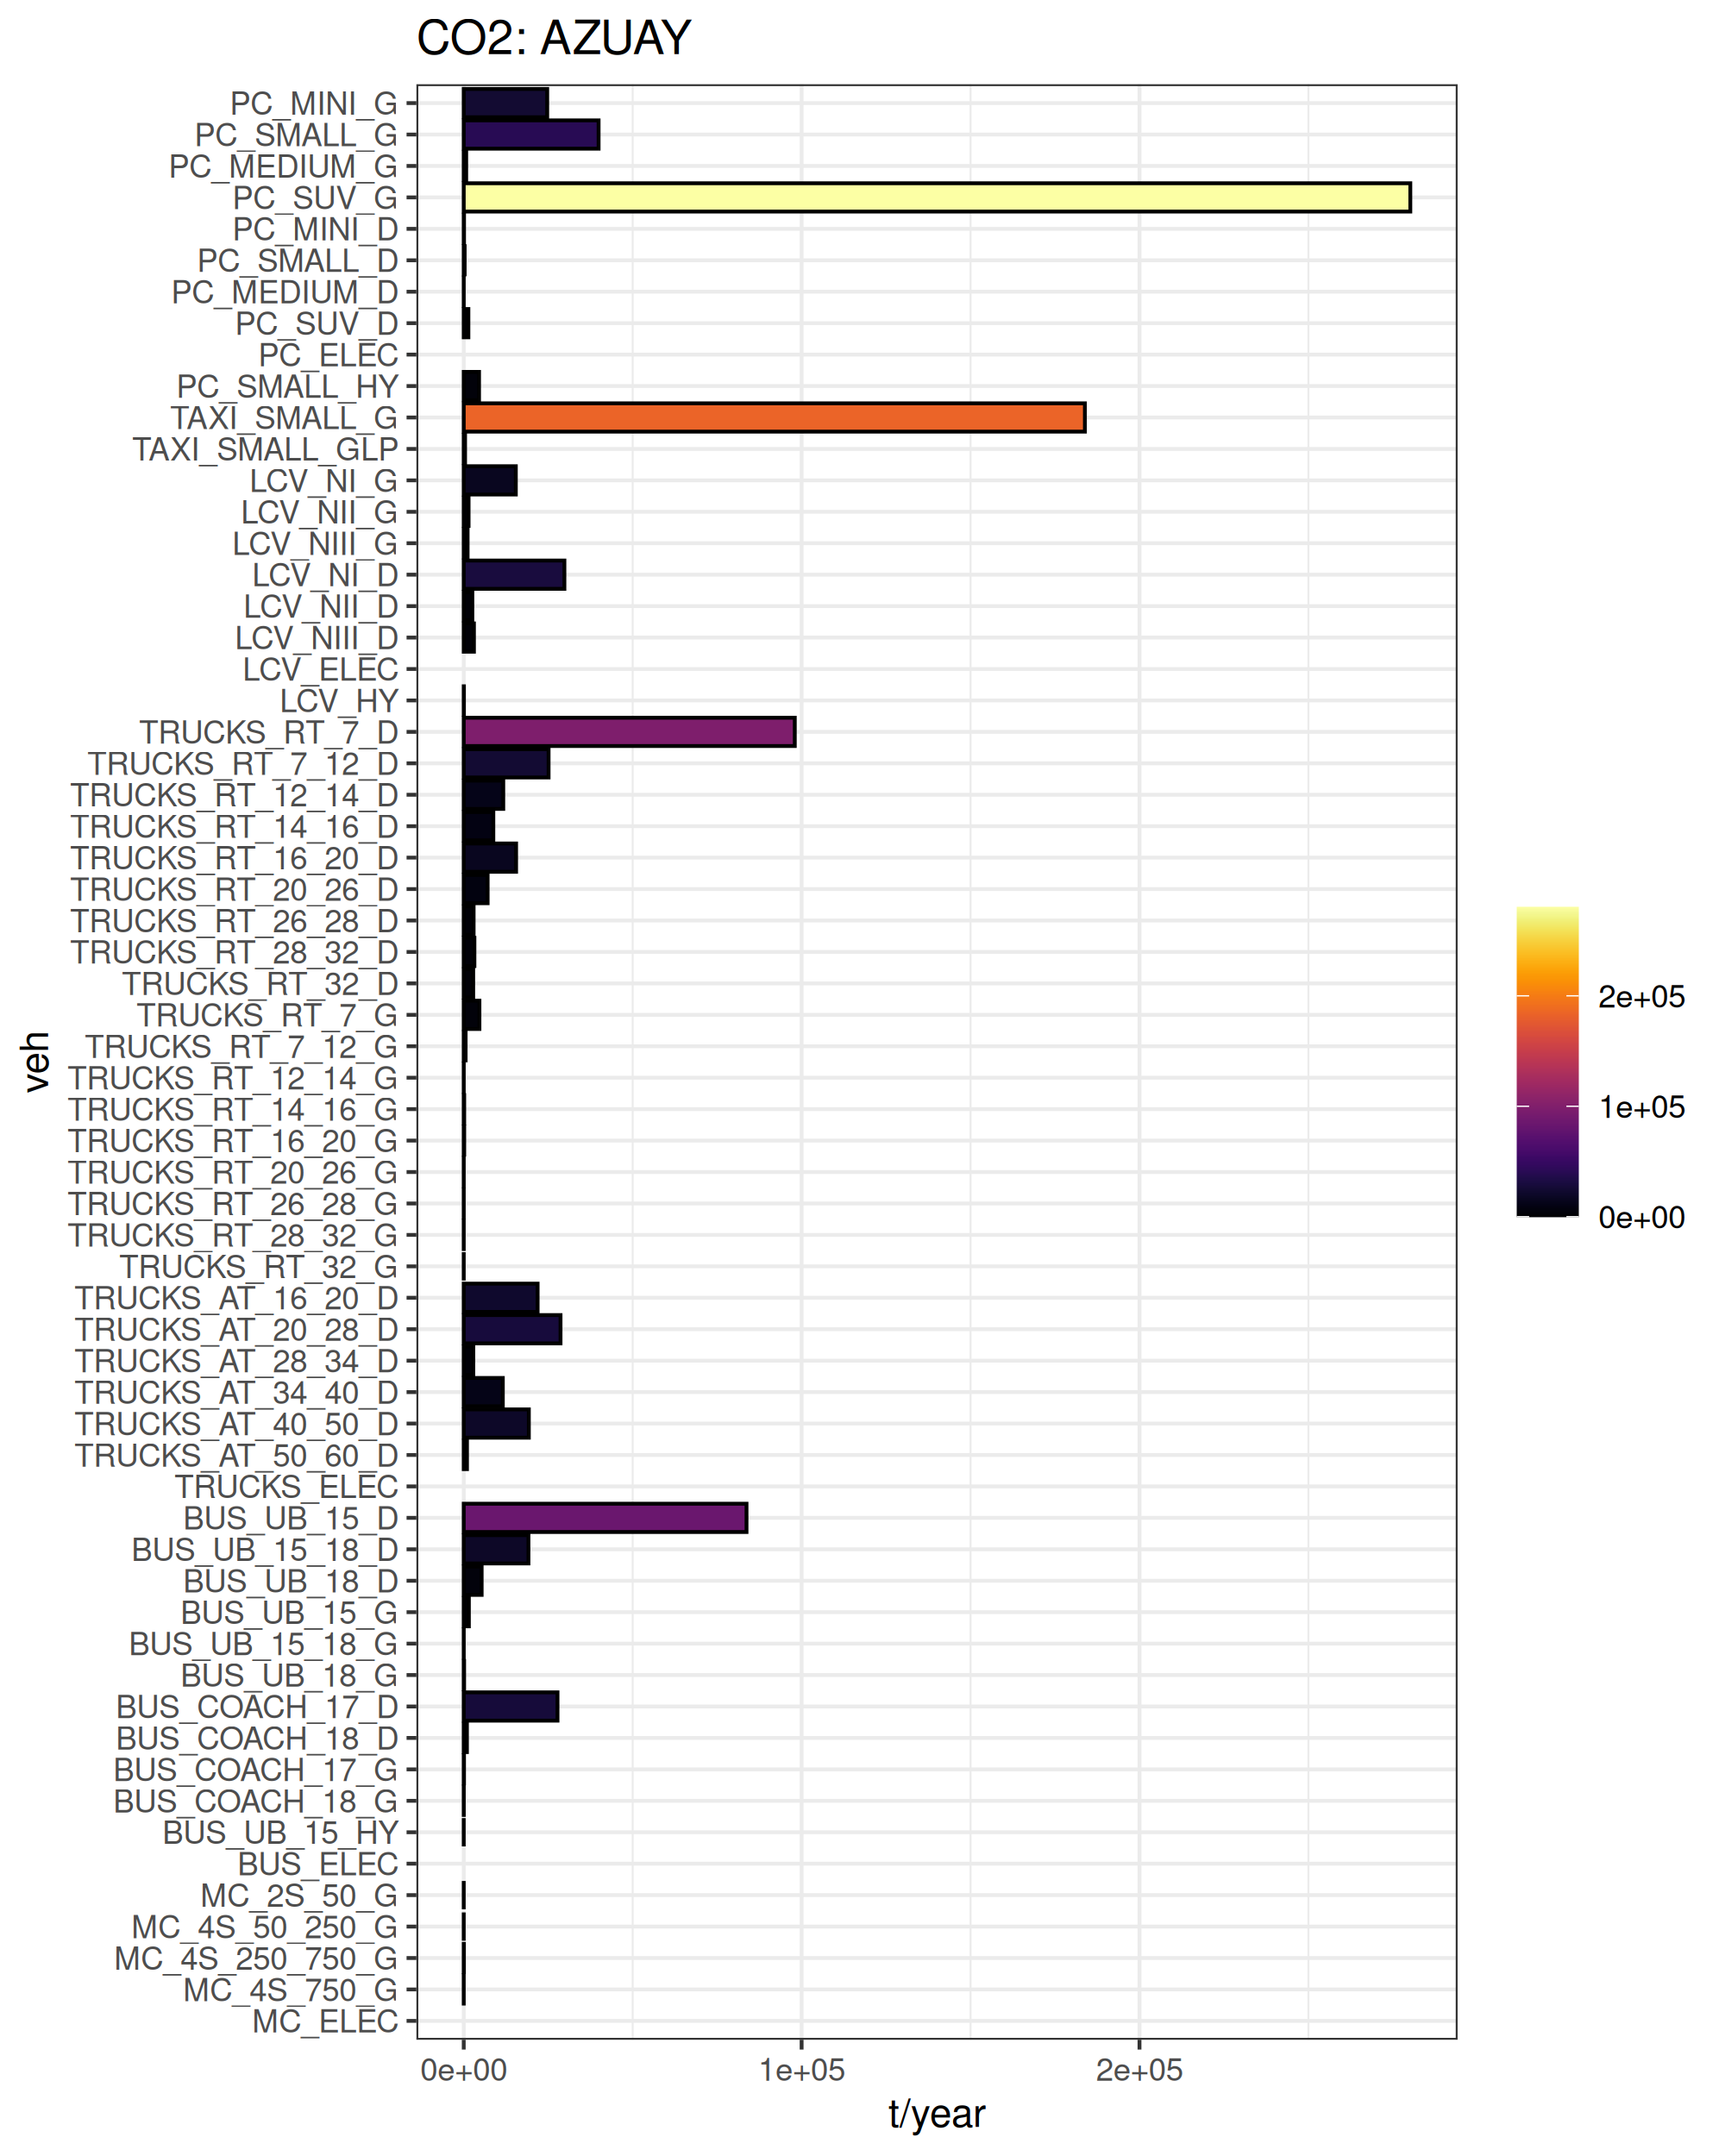 CO2: AZUAY
PC_MINI_G
PC_SMALL_G
PC_MEDIUM_G
PC_SUV_G
PC_MINI_D
PC_SMALL_D
PC_MEDIUM_D
PC_SUV_D
PC_ELEC
PC_SMALL_HY
TAXI_SMALL_G
TAXI_SMALL_GLP
LCV_NI_G
LCV_NII_G
LCV_NIII_G
LCV_NI_D
LCV_NII_D
LCV_NIII_D
LCV_ELEC
LCV_HY
TRUCKS_RT_7_D
TRUCKS_RT_7_12_D
TRUCKS_RT_12_14_D
TRUCKS_RT_14_16_D
TRUCKS_RT_16_20_D
TRUCKS_RT_20_26_D
TRUCKS_RT_26_28_D
TRUCKS_RT_28_32_D
TRUCKS_RT_32_D
TRUCKS_RT_7_G
TRUCKS_RT_7_12_G
TRUCKS_RT_12_14_G
TRUCKS_RT_14_16_G
TRUCKS_RT_16_20_G
TRUCKS_RT_20_26_G
TRUCKS_RT_26_28_G
TRUCKS_RT_28_32_G
TRUCKS_RT_32_G
TRUCKS_AT_16_20_D
TRUCKS_AT_20_28_D
TRUCKS_AT_28_34_D
TRUCKS_AT_34_40_D
TRUCKS_AT_40_50_D
TRUCKS_AT_50_60_D
TRUCKS_ELEC
BUS_UB_15_D
BUS_UB_15_18_D
BUS_UB_18_D
BUS_UB_15_G
BUS_UB_15_18_G
BUS_UB_18_G
BUS_COACH_17_D
BUS_COACH_18_D
BUS_COACH_17_G
BUS_COACH_18_G
BUS_UB_15_HY
BUS_ELEC
MC_2S_50_G
MC_4S_50_250_G
MC_4S_250_750_G
MC_4S_750_G
MC_ELEC
veh
0e+00 1e+05 2e+05
t/year
2e+05
1e+05
0e+00